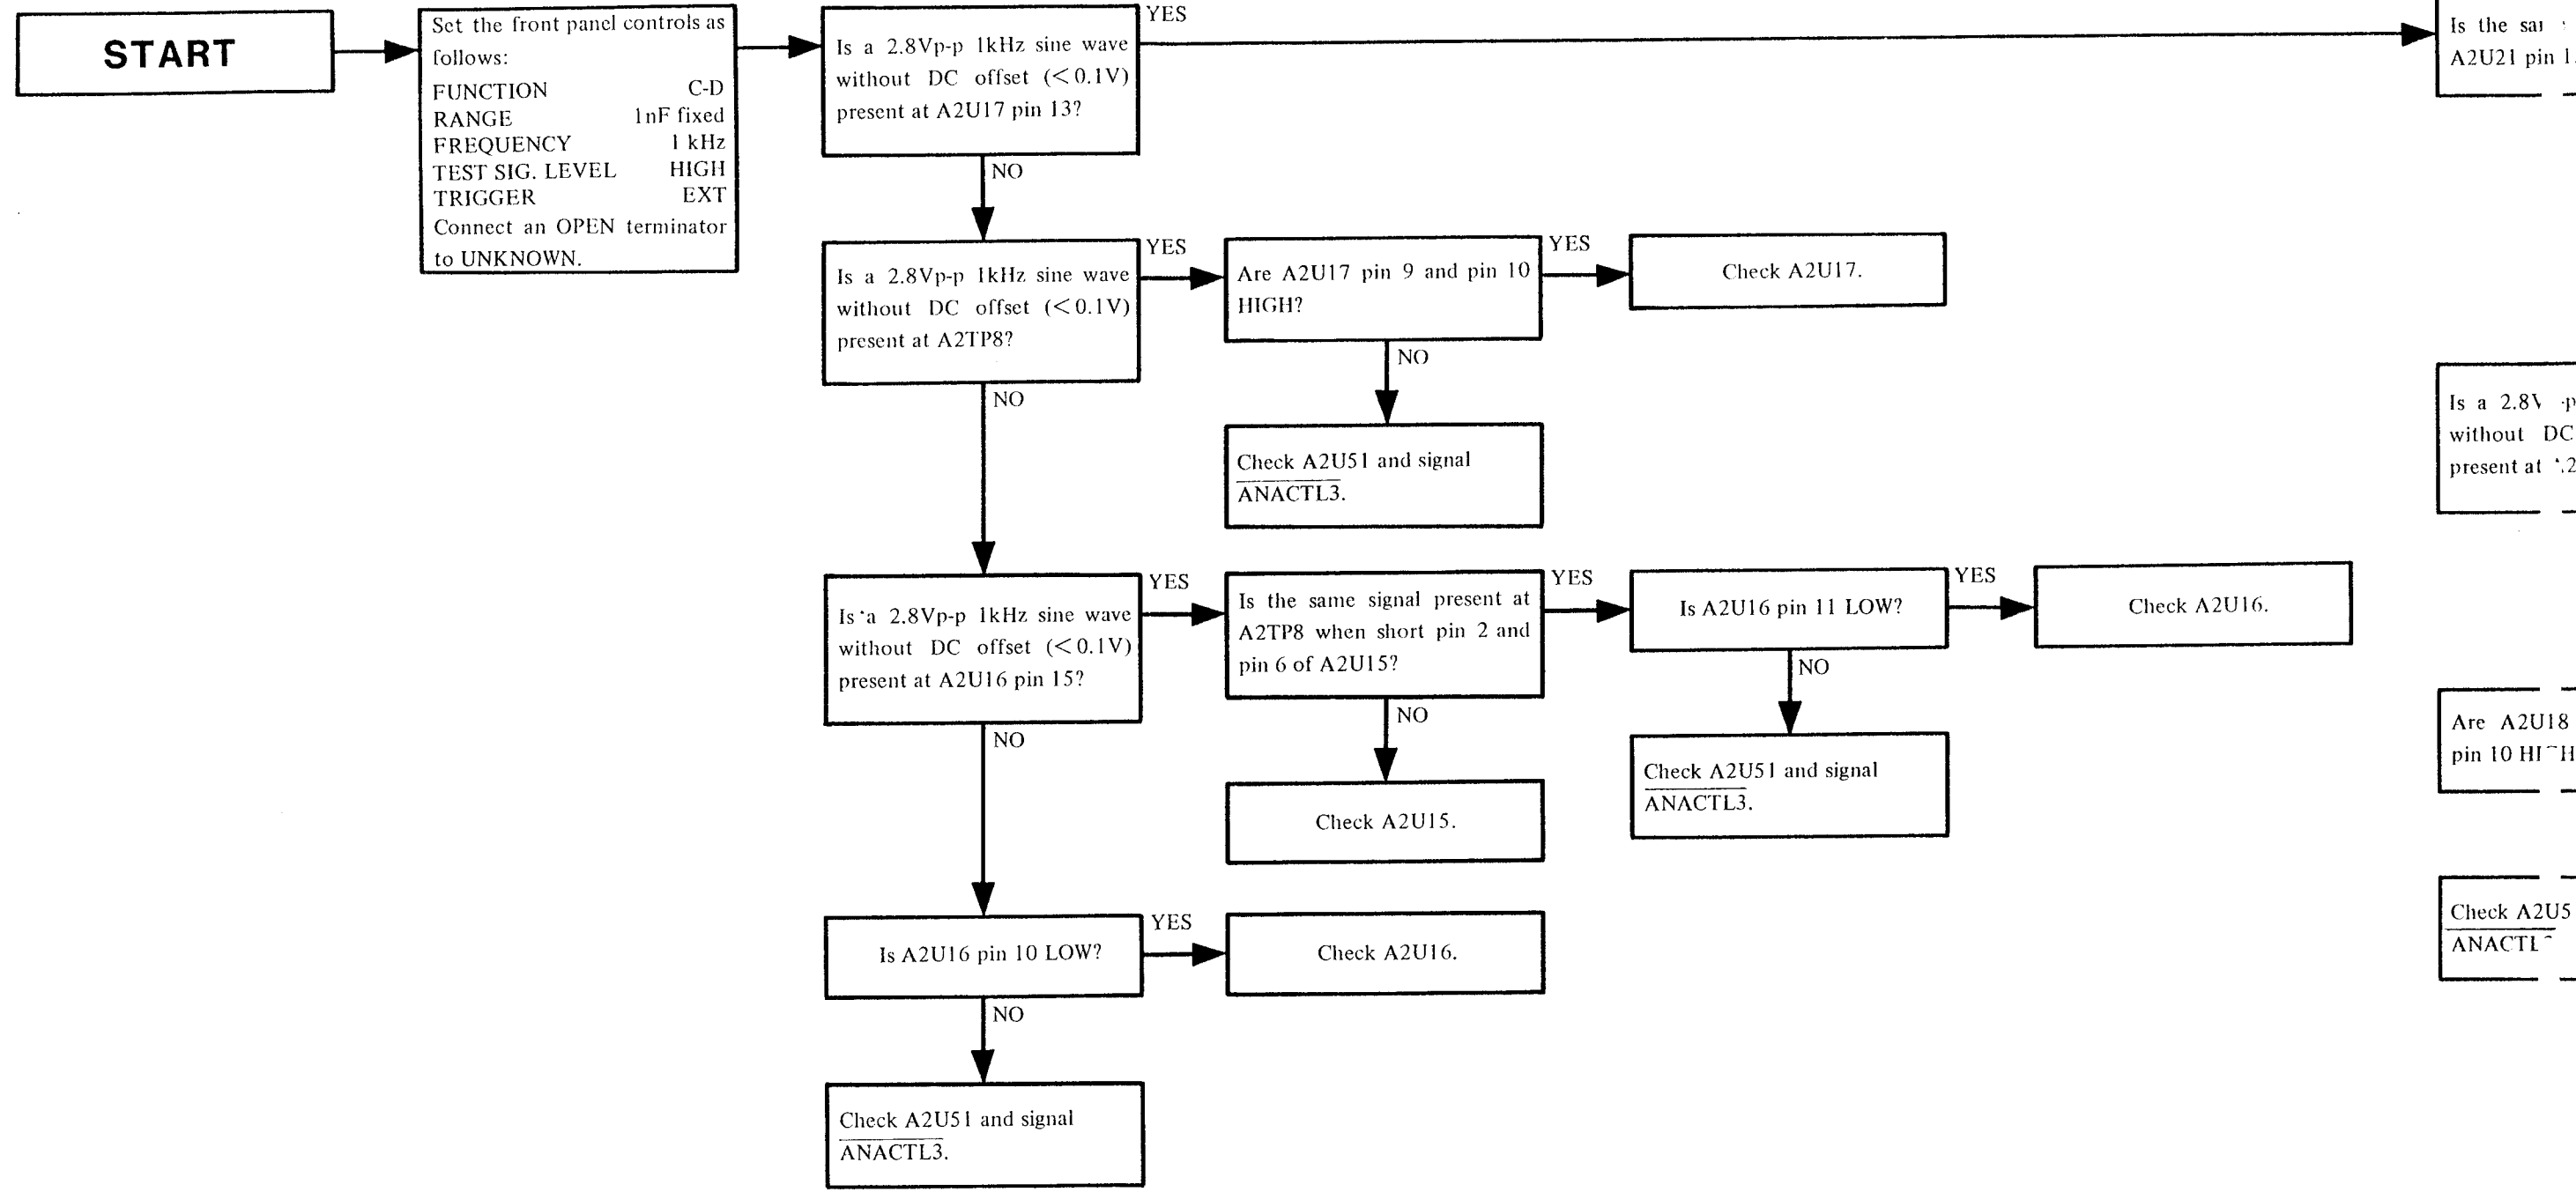 START
Set the front panel controls as
follows:
FUNCTION C-D
RANGE 1nF fixed
FREQUENCY 1 kHz
TEST SIG. LEVEL HIGH
TRIGGER EXT
Connect an OPEN terminator
to UNKNOWN.
Is a 2.8Vp-p 1kHz sine wave
without DC offset (<0.1V)
present at A2U17 pin 13?
YES
NO
Is a 2.8Vp-p 1kHz sine wave
without DC offset (<0.1V)
present at A2TP8?
YES
Are A2U17 pin 9 and pin 10
HIGH?
YES
Check A2U17.
NO
Check A2U51 and signal
A̅N̅A̅C̅T̅L̅3̅.
NO
Is a 2.8Vp-p 1kHz sine wave
without DC offset (<0.1V)
present at A2U16 pin 15?
YES
Is the same signal present at
A2TP8 when short pin 2 and
pin 6 of A2U15?
YES
Is A2U16 pin 11 LOW?
YES
Check A2U16.
NO
Check A2U51 and signal
A̅N̅A̅C̅T̅L̅3̅.
NO
Check A2U15.
NO
Is A2U16 pin 10 LOW?
YES
Check A2U16.
NO
Check A2U51 and signal
A̅N̅A̅C̅T̅L̅3̅.
Is the
A2U21 pin
Is a
without DC
present at
Are A2U18
pin 10
Check